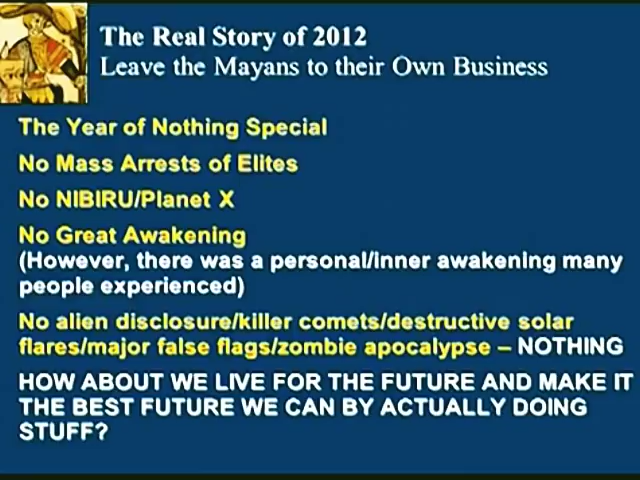 The Real Story of 2012
Leave the Mayans to their Own Business
The Year of Nothing Special
No Mass Arrests of Elites
No NIBIRU/Planet X
No Great Awakening
(However, there was a personal/inner awakening many
people experienced)
No alien disclosure/killer comets/destructive solar
flares/major false flags/zombie apocalypse – NOTHING
HOW ABOUT WE LIVE FOR THE FUTURE AND MAKE IT
THE BEST FUTURE WE CAN BY ACTUALLY DOING
STUFF?